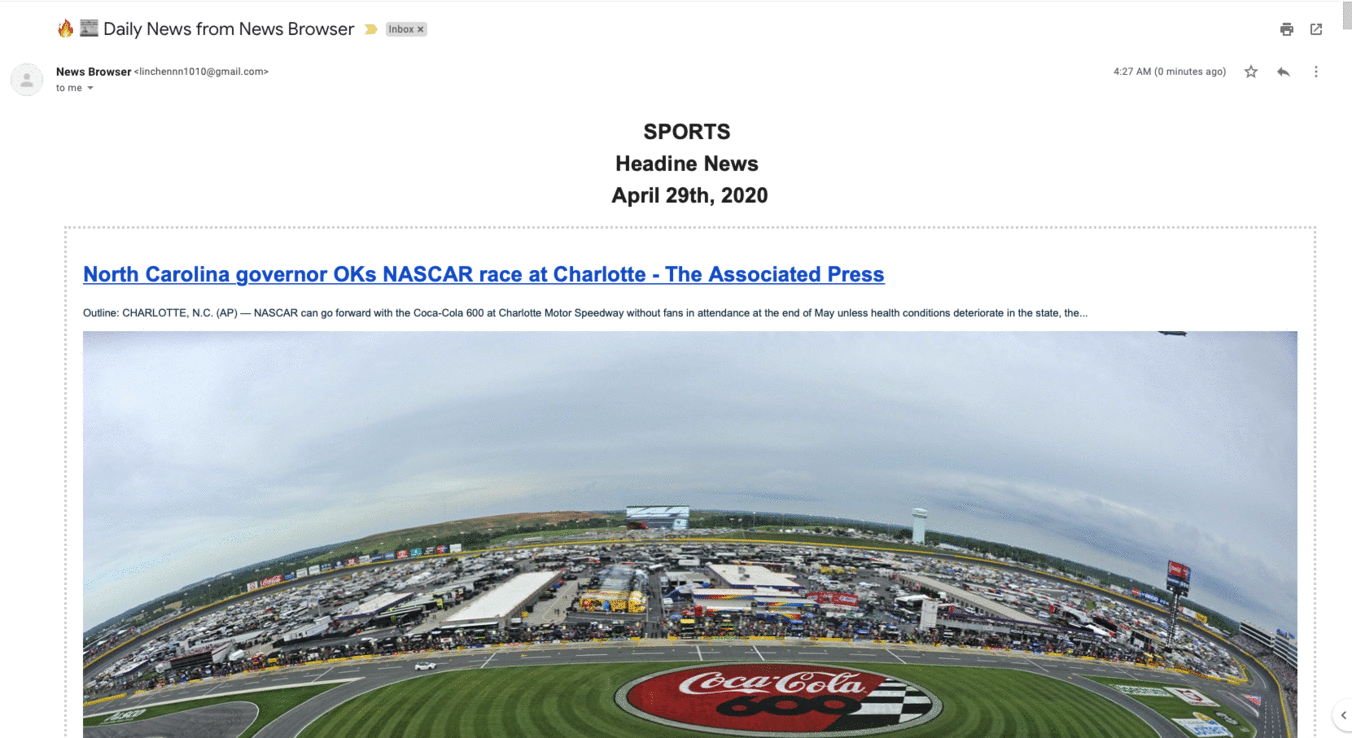 🔥 📰 Daily News from News Browser Inbox ×
News Browser <linchennn1010@gmail.com> 4:27 AM (0 minutes ago)
to me
SPORTS
Headine News
April 29th, 2020
North Carolina governor OKs NASCAR race at Charlotte - The Associated Press
Outline: CHARLOTTE, N.C. (AP) — NASCAR can go forward with the Coca-Cola 600 at Charlotte Motor Speedway without fans in attendance at the end of May unless health conditions deteriorate in the state, the...
Coca-Cola
600